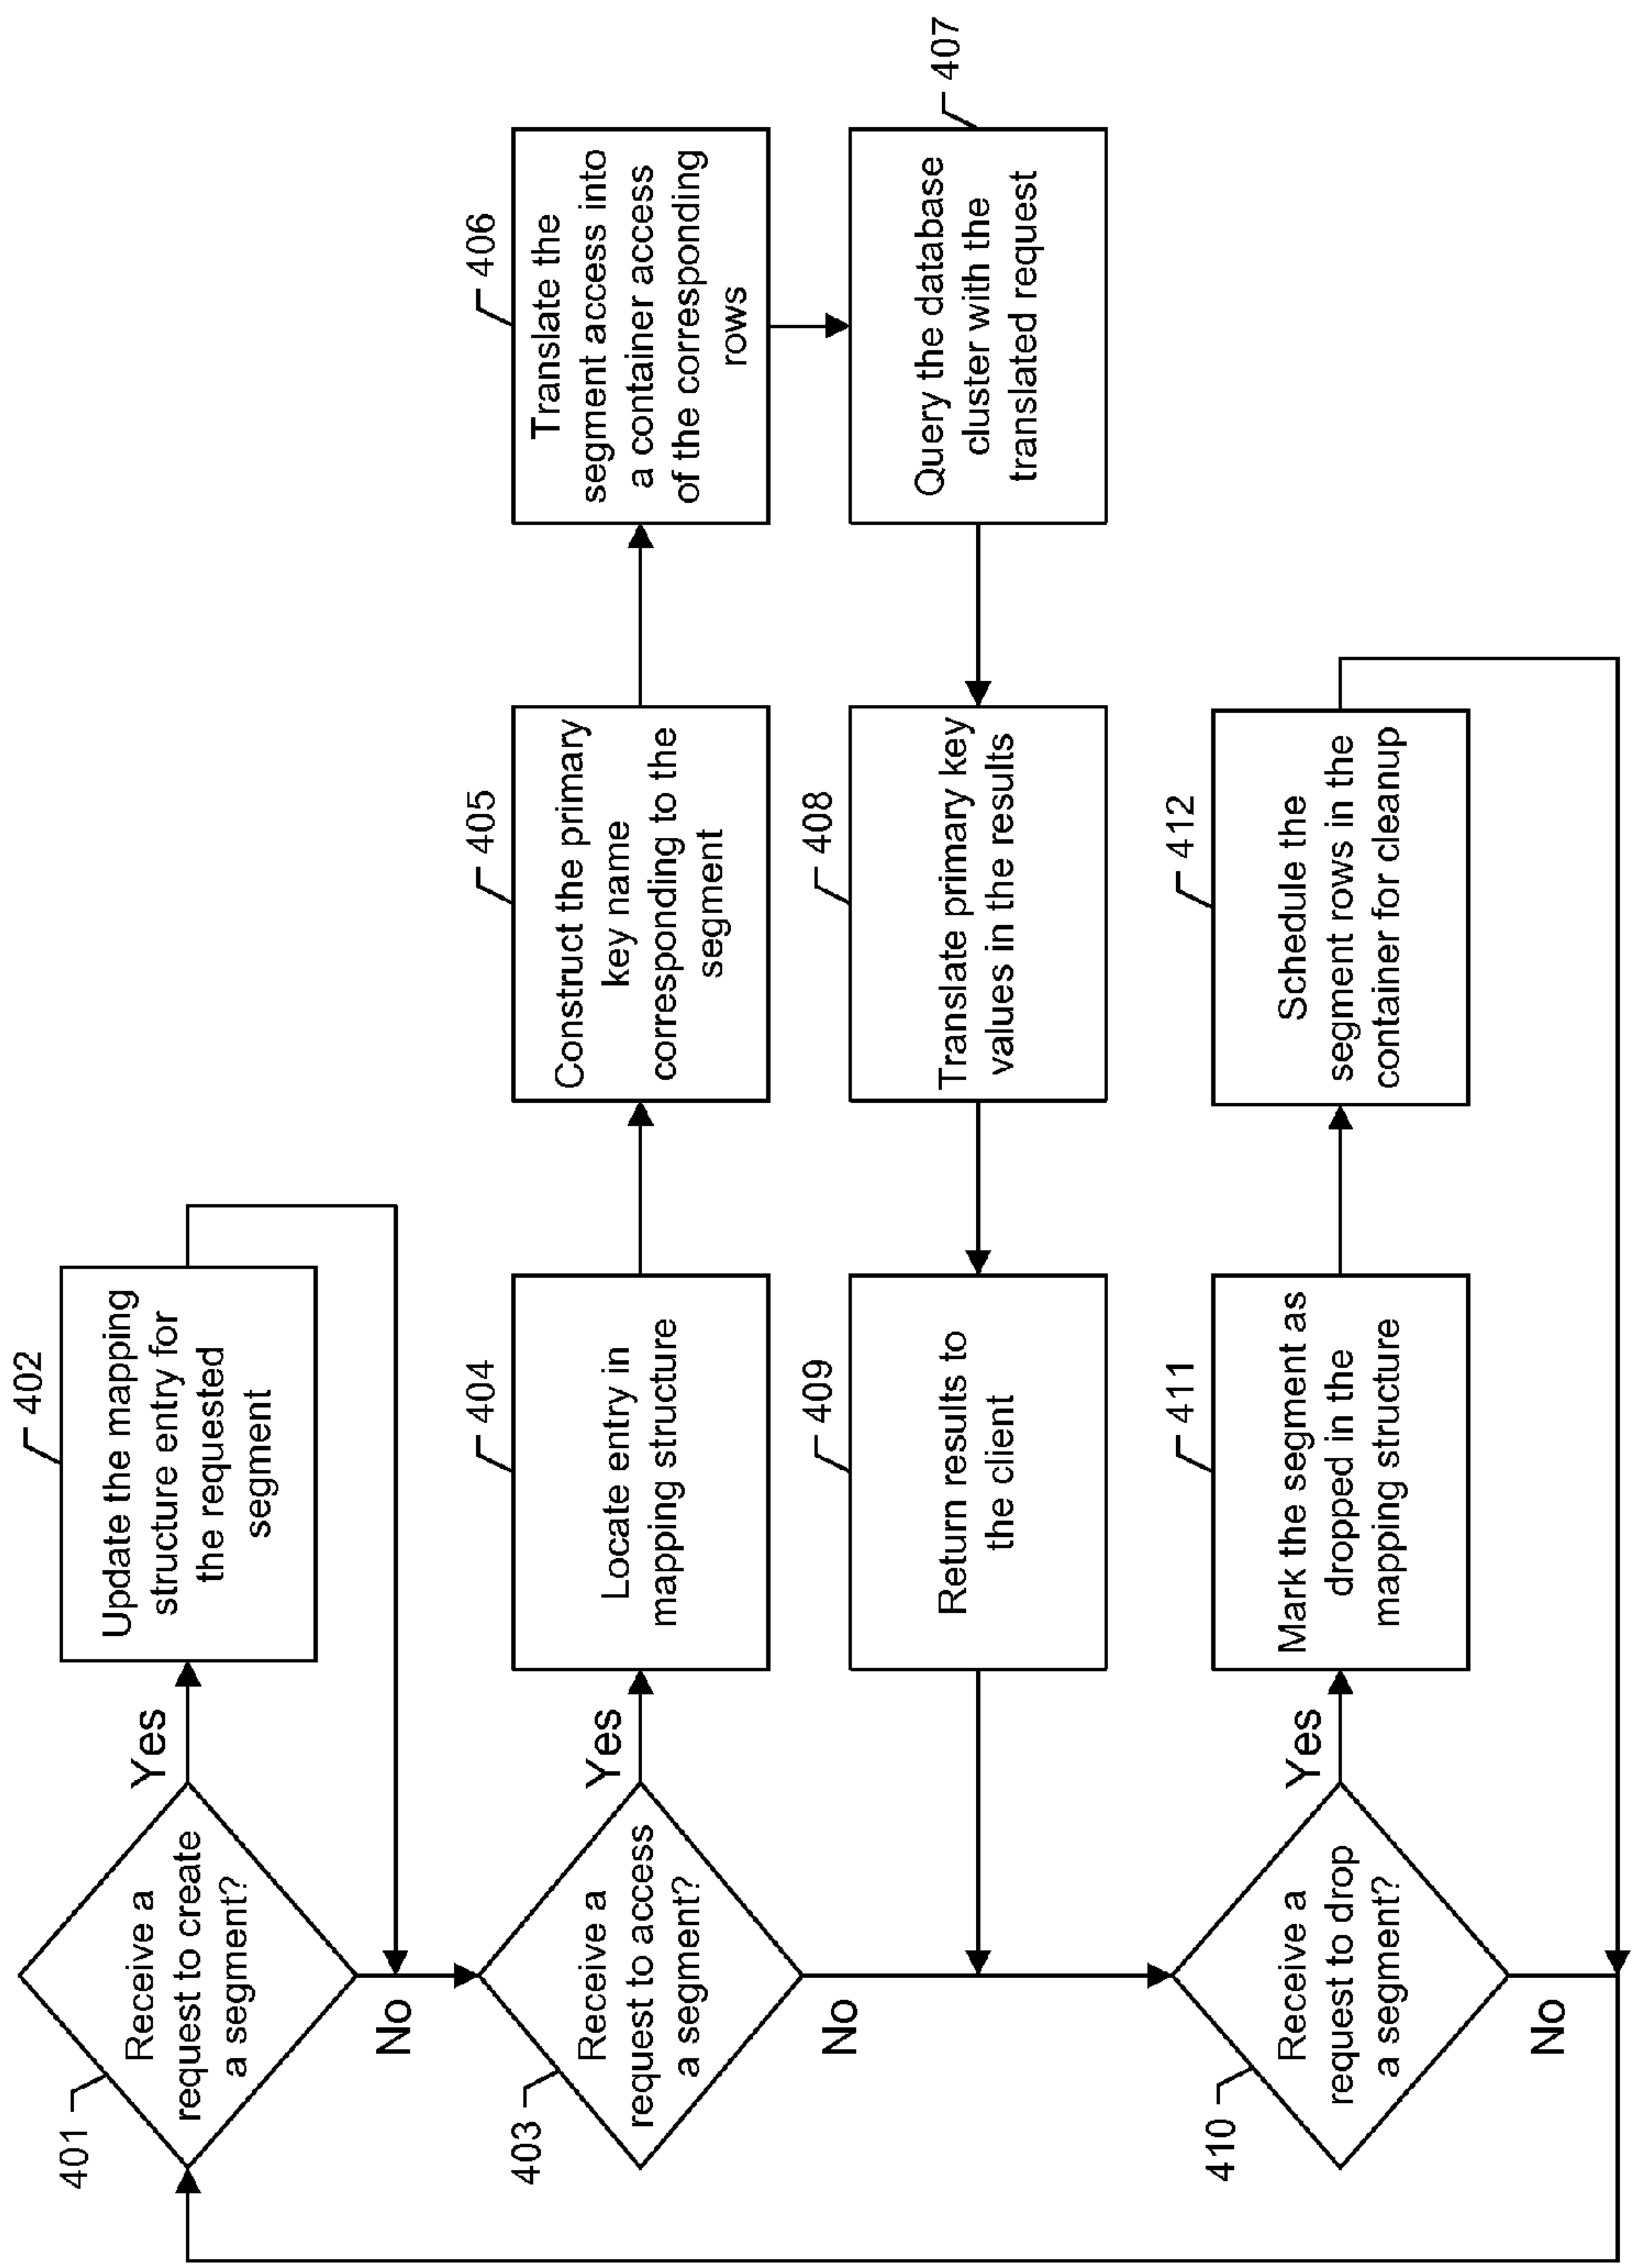 401
Receive a
request to create
a segment?
Yes
No
402
Update the mapping
structure entry for
the requested
segment
403
Receive a
request to access
a segment?
Yes
No
404
Locate entry in
mapping structure
405
Construct the primary
key name
corresponding to the
segment
406
Translate the
segment access into
a container access
of the corresponding
rows
407
Query the database
cluster with the
translated request
408
Translate primary key
values in the results
409
Return results to
the client
410
Receive a
request to drop
a segment?
Yes
No
411
Mark the segment as
dropped in the
mapping structure
412
Schedule the
segment rows in the
container for cleanup